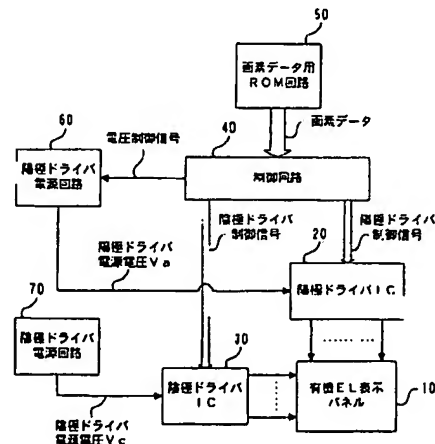 50
画素データ用
ROM回路
60
電圧制御信号
40
画素データ
陽極ドライバ
電源回路
制御回路
陽極ドライバ
制御信号
陽極ドライバ
制御信号
20
陽極ドライバ
電源電圧Va
70
陽極ドライバIC
陽極ドライバ
電源回路
30
陽極ドライバ
IC
有機EL表示
パネル
10
陽極ドライバ
電源電圧Vc